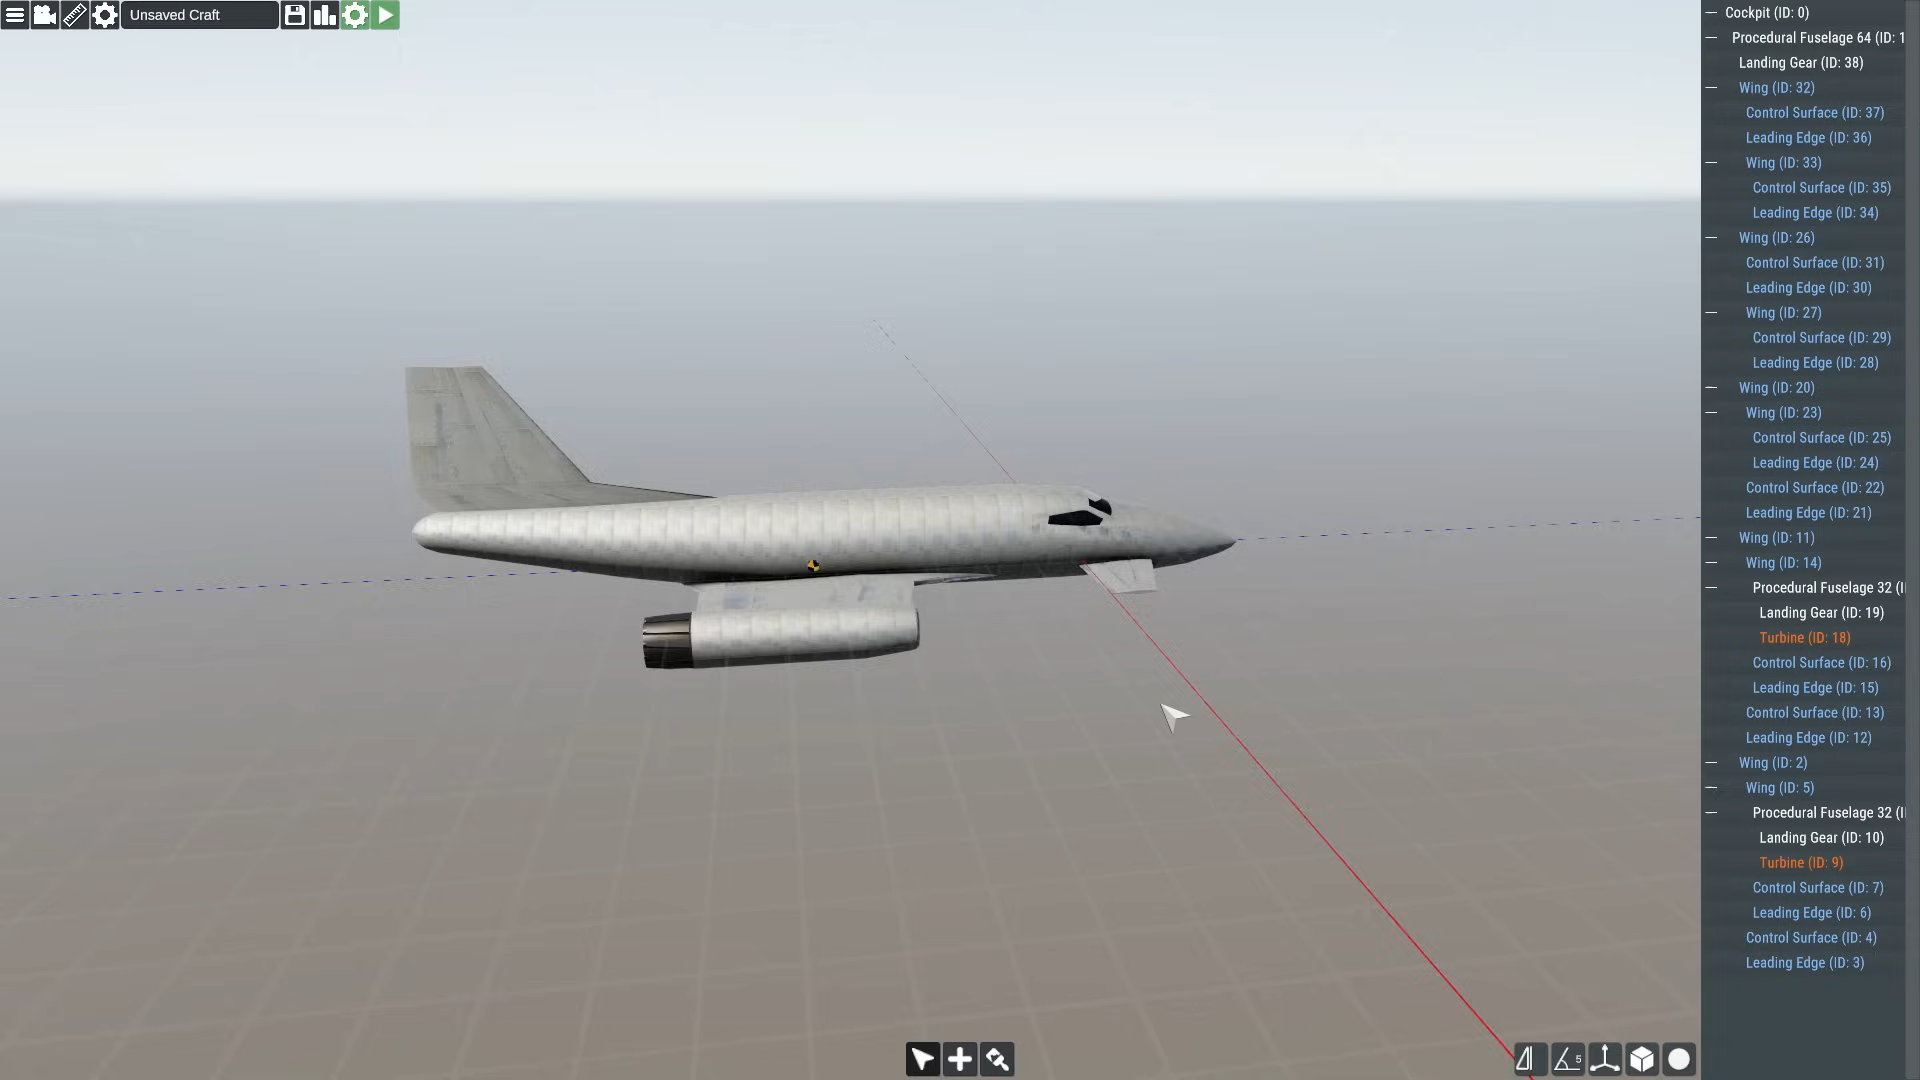 Unsaved Craft
Cockpit (ID: 0)
Procedural Fuselage 64 (ID: 1
Landing Gear (ID: 38)
Wing (ID: 32)
Control Surface (ID: 37)
Leading Edge (ID: 36)
Wing (ID: 33)
Control Surface (ID: 35)
Leading Edge (ID: 34)
Wing (ID: 26)
Control Surface (ID: 31)
Leading Edge (ID: 30)
Wing (ID: 27)
Control Surface (ID: 29)
Leading Edge (ID: 28)
Wing (ID: 20)
Wing (ID: 23)
Control Surface (ID: 25)
Leading Edge (ID: 24)
Control Surface (ID: 22)
Leading Edge (ID: 21)
Wing (ID: 11)
Wing (ID: 14)
Procedural Fuselage 32 (I
Landing Gear (ID: 19)
Turbine (ID: 18)
Control Surface (ID: 16)
Leading Edge (ID: 15)
Control Surface (ID: 13)
Leading Edge (ID: 12)
Wing (ID: 2)
Wing (ID: 5)
Procedural Fuselage 32 (I
Landing Gear (ID: 10)
Turbine (ID: 9)
Control Surface (ID: 7)
Leading Edge (ID: 6)
Control Surface (ID: 4)
Leading Edge (ID: 3)
5